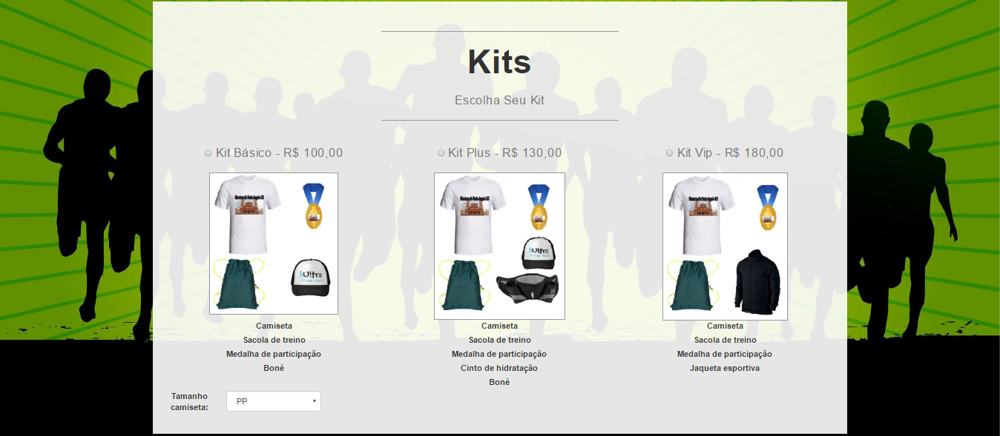 Kits
Escolha Seu Kit
Kit Básico - R$ 100,00
Kit Plus - R$ 130,00
Kit Vip - R$ 180,00
Ultra
Ultra
Camiseta
Sacola de treino
Medalha de participação
Boné
Camiseta
Sacola de treino
Medalha de participação
Cinto de hidratação
Boné
Camiseta
Sacola de treino
Medalha de participação
Jaqueta esportiva
Tamanho
camiseta:
PP